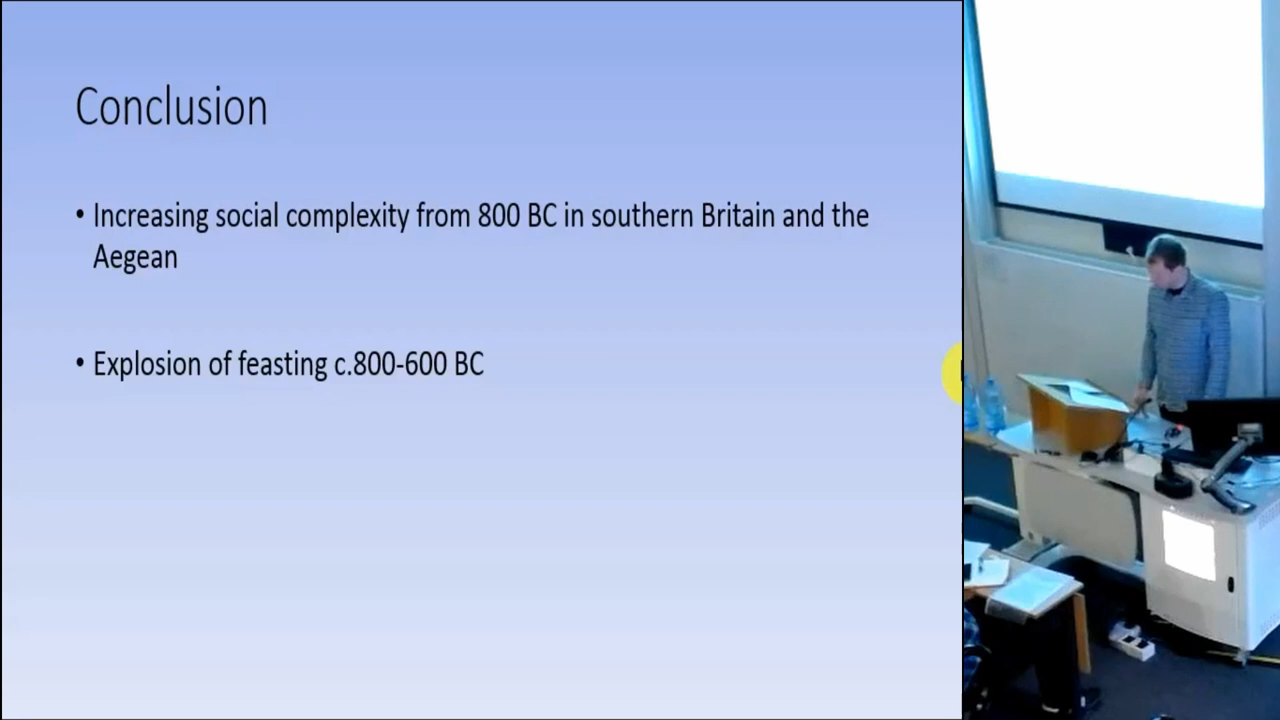 Conclusion
• Increasing social complexity from 800 BC in southern Britain and the
Aegean
• Explosion of feasting c.800-600 BC